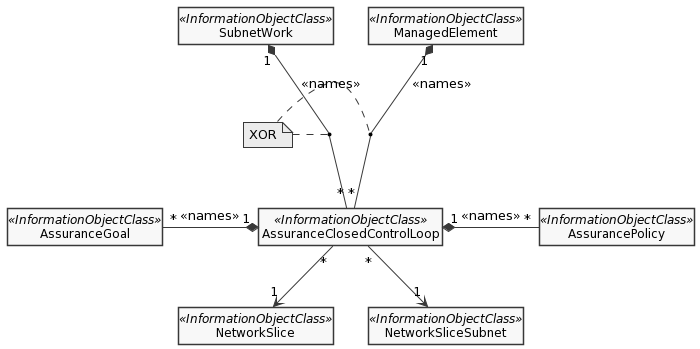 «InformationObjectClass»
SubnetWork
«InformationObjectClass»
ManagedElement
1
1
«names»
«names»
XOR
*
*
«InformationObjectClass»
AssuranceGoal
* «names» 1
«InformationObjectClass»
AssuranceClosedControlLoop
1 «names» *
«InformationObjectClass»
AssurancePolicy
*
*
1
1
«InformationObjectClass»
NetworkSlice
«InformationObjectClass»
NetworkSliceSubnet